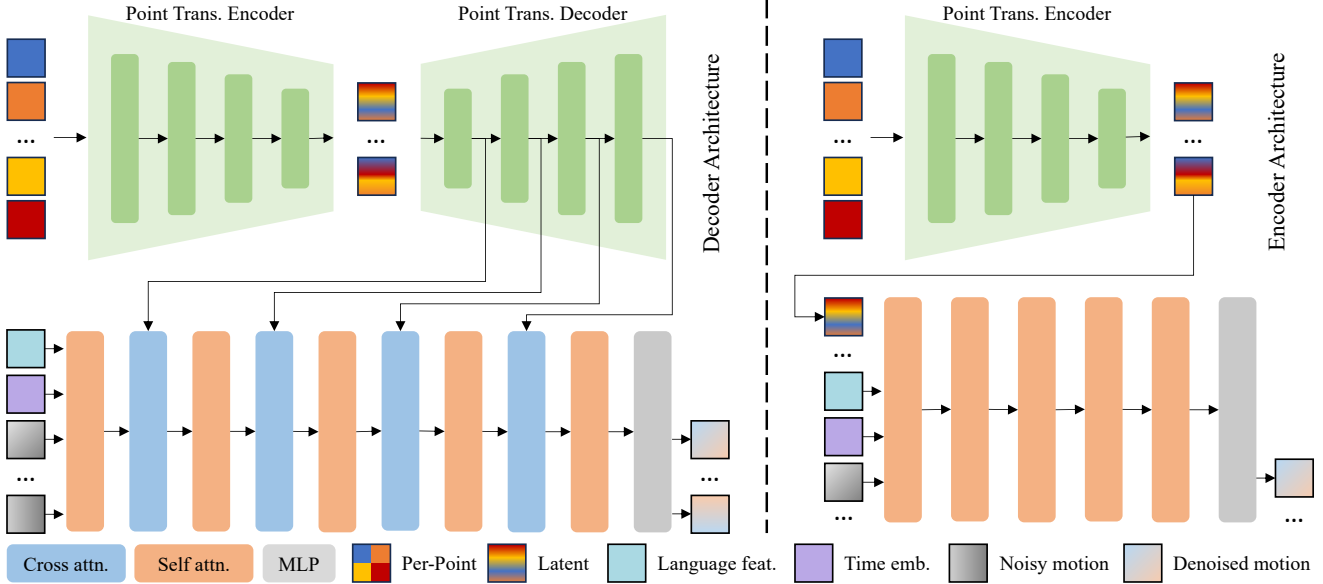 Point Trans. Encoder
Point Trans. Decoder
...
...
...
Decoder Architecture
...
...
Point Trans. Encoder
...
...
Encoder Architecture
...
...
...
Cross attn.
Self attn.
MLP
Per-Point
Latent
Language feat.
Time emb.
Noisy motion
Denoised motion